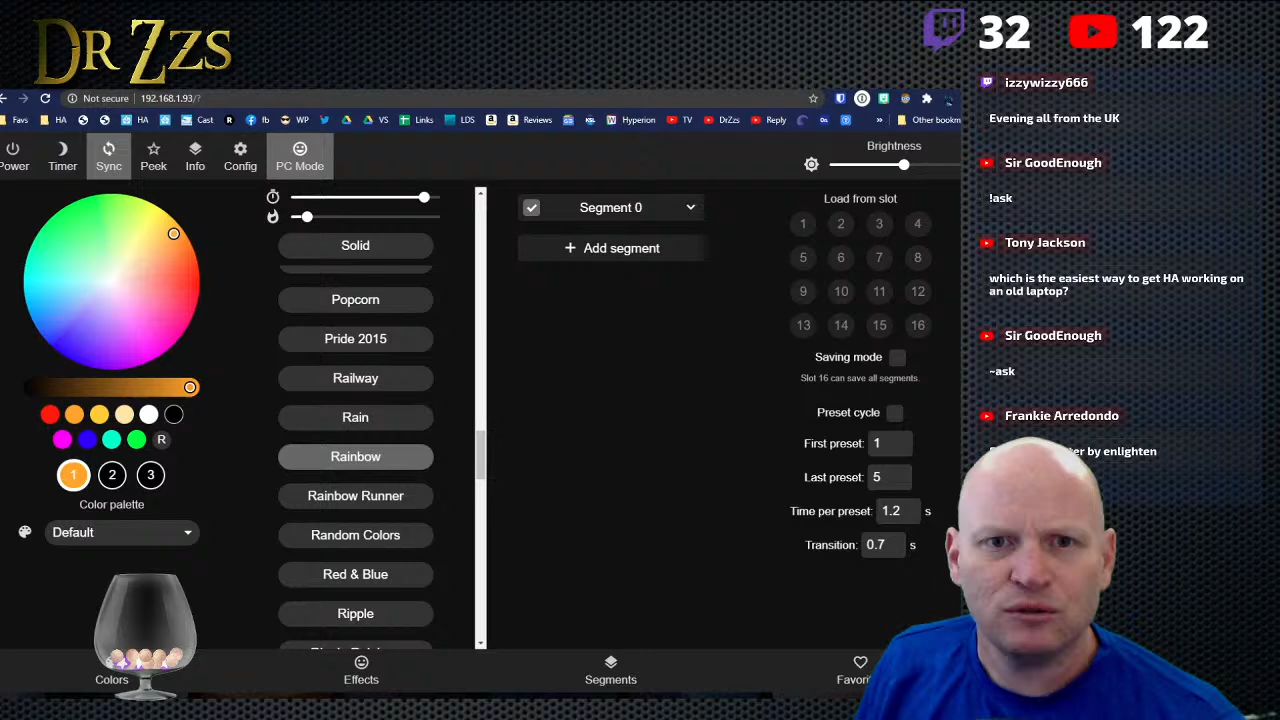 DR ZZS
32
122
Not secure
192.168.1.93/?
Favs
HA
HA
Cast
fb
WP
VS
Links
LDS
Reviews
Hyperion
TV
DrZzs
Reply
»
Other bookm
Power
Timer
Sync
Peek
Info
Config
PC Mode
Brightness
R
1
2
3
Color palette
Default
Colors
Solid
Popcorn
Pride 2015
Railway
Rain
Rainbow
Rainbow Runner
Random Colors
Red & Blue
Ripple
Effects
Segment 0
+ Add segment
Segments
Load from slot
1 2 3 4
5 6 7 8
9 10 11 12
13 14 15 16
Saving mode
Slot 16 can save all segments.
Preset cycle
First preset: 1
Last preset: 5
Time per preset: 1.2 s
Transition: 0.7 s
Favori
izzywizzy666
Evening all from the UK
Sir GoodEnough
!ask
Tony Jackson
which is the easiest way to get HA working on
an old laptop?
Sir GoodEnough
~ask
Frankie Arredondo
by enlighten